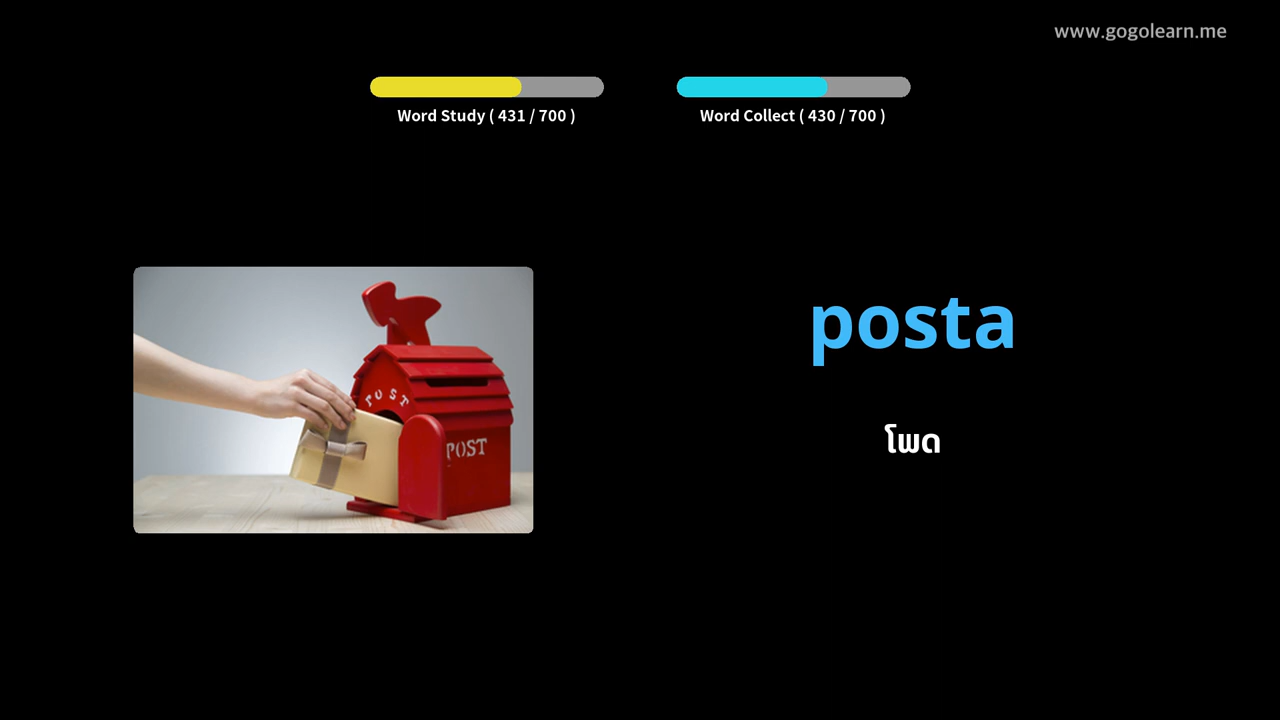 www.gogolearn.me
Word Study ( 431 / 700 )
Word Collect ( 430 / 700 )
posta
โพด
POST
POST